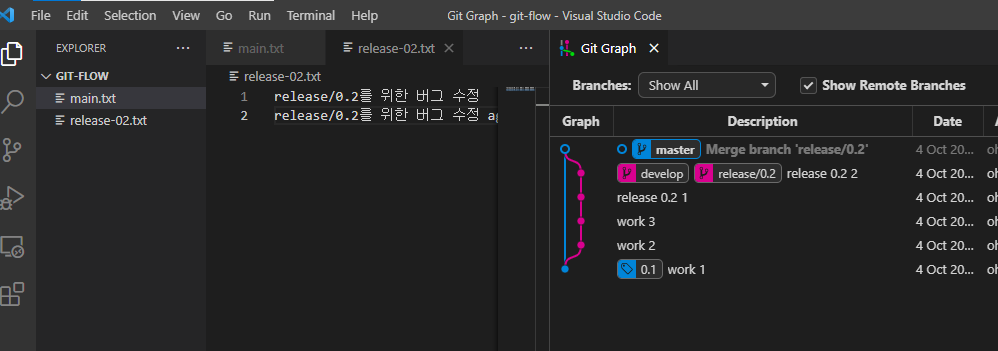 File Edit Selection View Go Run Terminal Help Git Graph - git-flow - Visual Studio Code
EXPLORER
GIT-FLOW
main.txt
release-02.txt
main.txt release-02.txt
release-02.txt
1 release/0.2를 위한 버그 수정
2 release/0.2를 위한 버그 수정 ag
Git Graph
Branches: Show All Show Remote Branches
Graph Description Date
master Merge branch 'release/0.2' 4 Oct 20... oh
develop release/0.2 release 0.2 2 4 Oct 20... oh
release 0.2 1 4 Oct 20... oh
work 3 4 Oct 20... oh
work 2 4 Oct 20... oh
0.1 work 1 4 Oct 20... oh